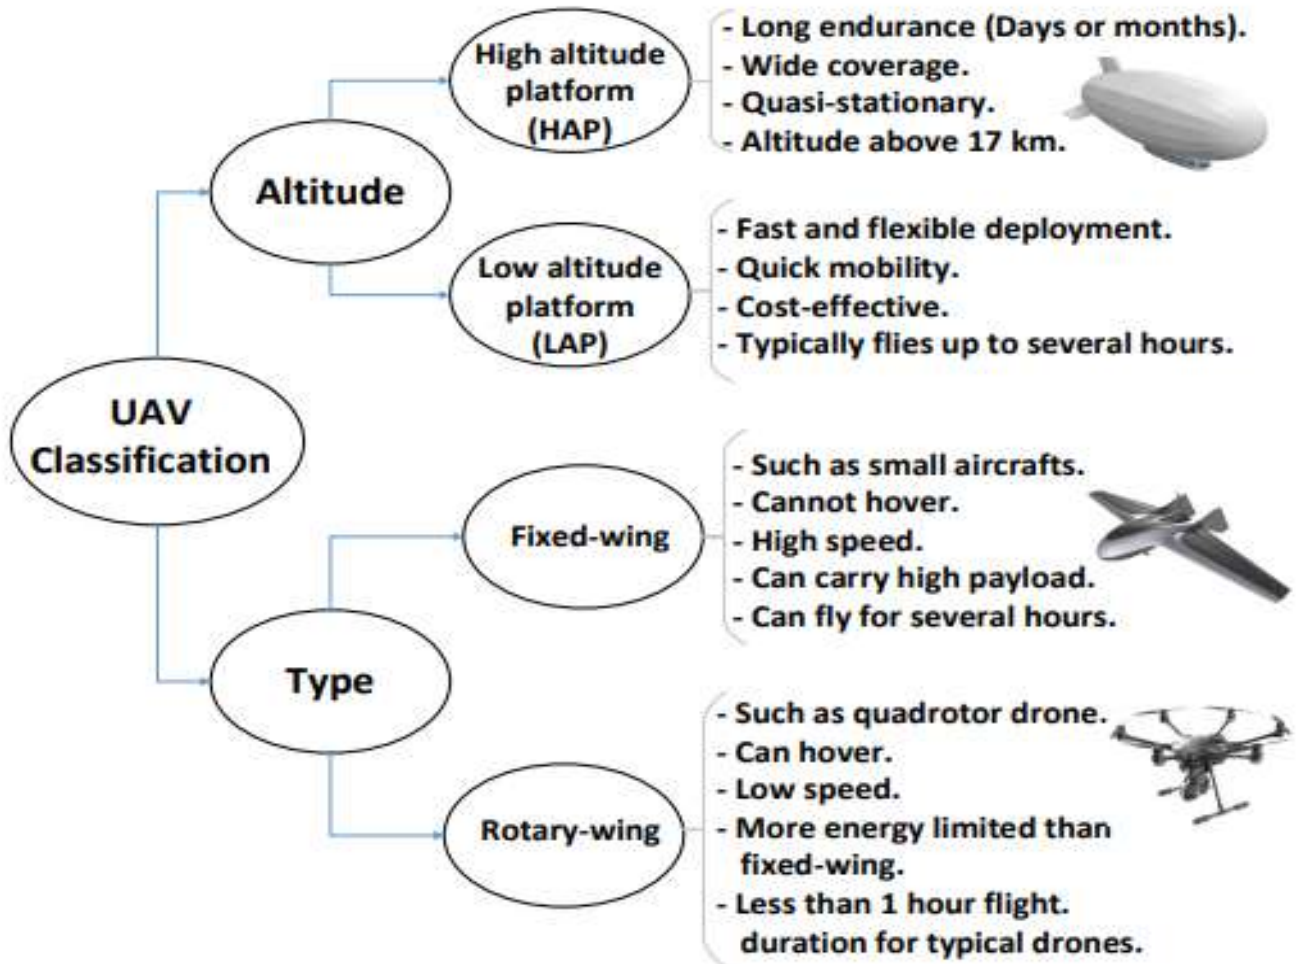 UAV
Classification
Altitude
High altitude
platform
(HAP)
- Long endurance (Days or months).
- Wide coverage.
- Quasi-stationary.
- Altitude above 17 km.
Low altitude
platform
(LAP)
- Fast and flexible deployment.
- Quick mobility.
- Cost-effective.
- Typically flies up to several hours.
Type
Fixed-wing
- Such as small aircrafts.
- Cannot hover.
- High speed.
- Can carry high payload.
- Can fly for several hours.
Rotary-wing
- Such as quadrotor drone.
- Can hover.
- Low speed.
- More energy limited than
fixed-wing.
- Less than 1 hour flight.
duration for typical drones.